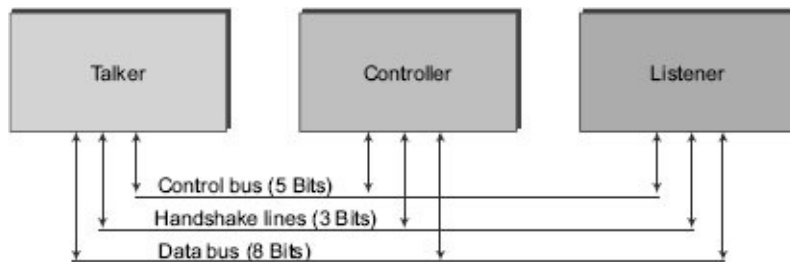 Talker
Controller
Listener
Control bus (5 Bits)
Handshake lines (3 Bits)
Data bus (8 Bits)